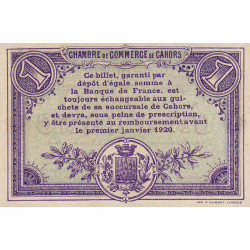 CHAMBRE DE COMMERCE DE CAHORS
Ce billet, garanti par
dépôt d'égale somme à
la Banque de France, est
toujours échangeable aux gui-
chets de sa succursale de Cahors,
et devra, sous peine de prescription,
y être présenté au remboursement avant
le premier janvier 1920.
1
1